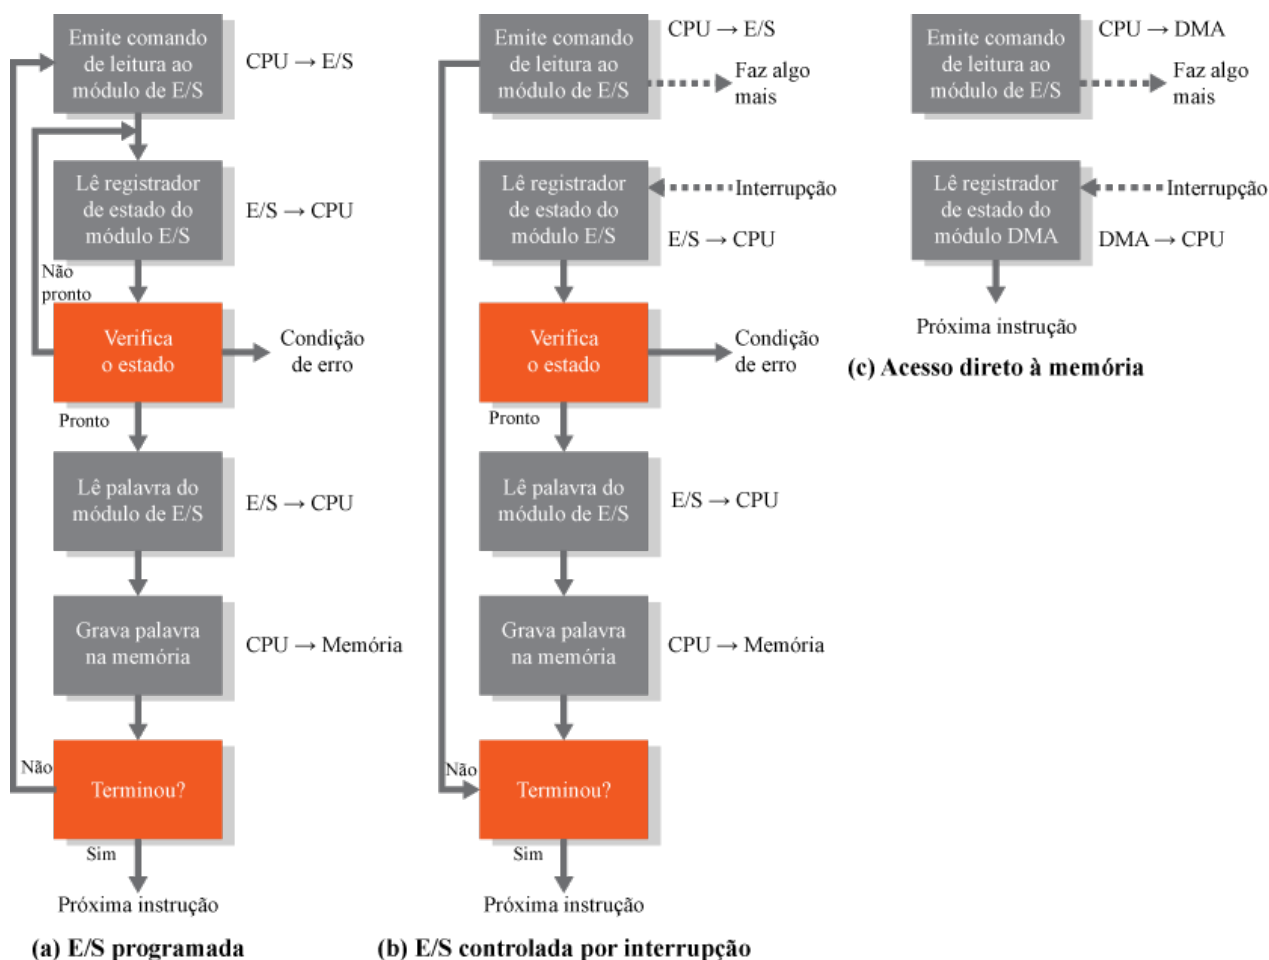 Emite comando
de leitura ao
módulo de E/S
CPU → E/S
Lê registrador
de estado do
módulo E/S
E/S → CPU
Não
pronto
Verifica
o estado
Condição
de erro
Pronto
Lê palavra do
módulo de E/S
E/S → CPU
Grava palavra
na memória
CPU → Memória
Não
Terminou?
Sim
Próxima instrução
(a) E/S programada
Emite comando
de leitura ao
módulo de E/S
CPU → E/S
Faz algo
mais
Lê registrador
de estado do
módulo E/S
Interrupção
E/S → CPU
Verifica
o estado
Condição
de erro
Pronto
Lê palavra do
módulo de E/S
E/S → CPU
Grava palavra
na memória
CPU → Memória
Não
Terminou?
Sim
Próxima instrução
(b) E/S controlada por interrupção
Emite comando
de leitura ao
módulo de E/S
CPU → DMA
Faz algo
mais
Lê registrador
de estado do
módulo DMA
Interrupção
DMA → CPU
Próxima instrução
(c) Acesso direto à memória